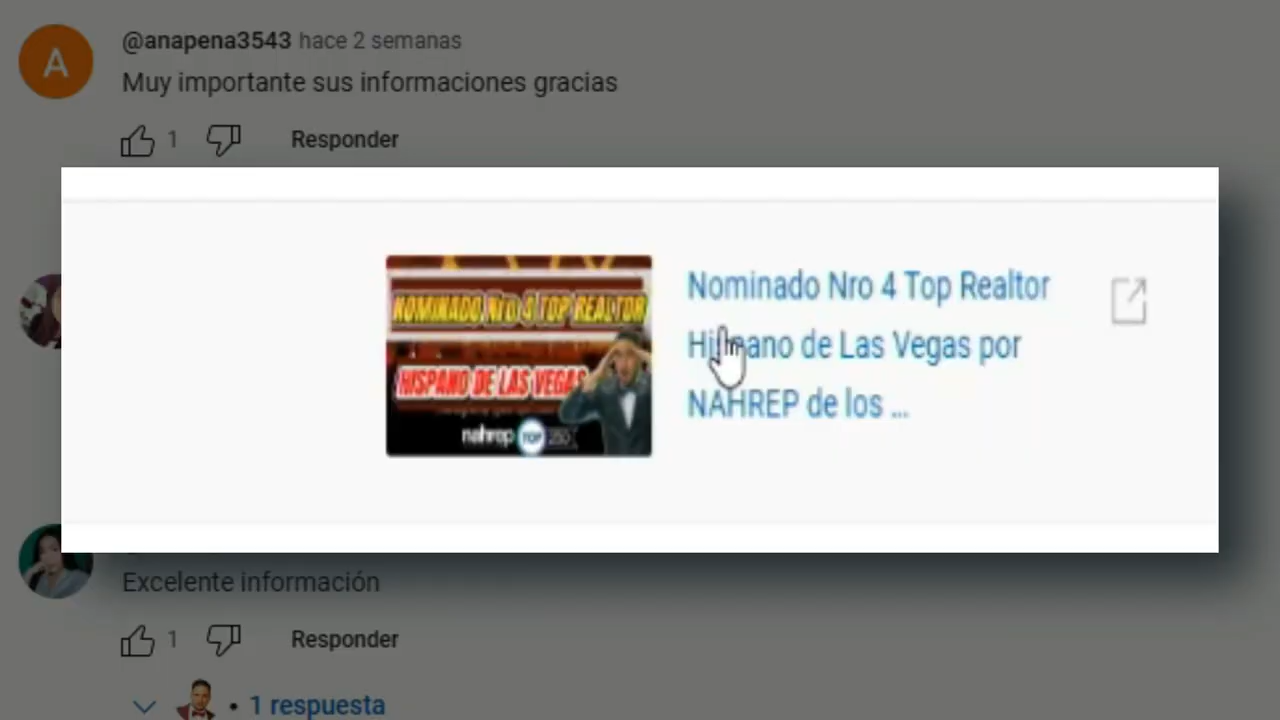 A
@anapena3543 hace 2 semanas
Muy importante sus informaciones gracias
1
Responder
NOMINADO Nro 4 TOP REALTOR
HISPANO DE LAS VEGAS
nahrep TOP 250
Nominado Nro 4 Top Realtor
Hispano de Las Vegas por
NAHREP de los ...
Excelente información
1
Responder
• 1 respuesta